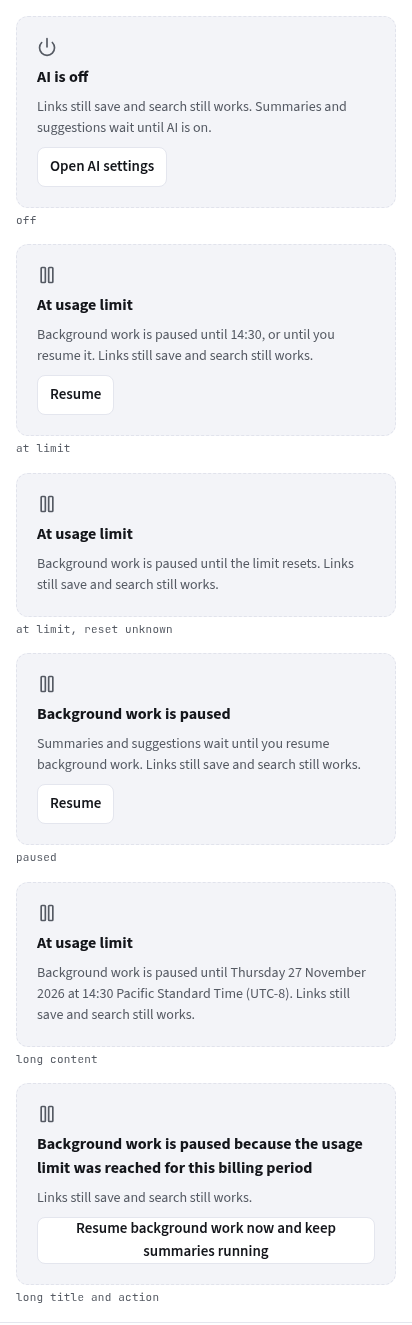 AI is off
Links still save and search still works. Summaries and
suggestions wait until AI is on.
Open AI settings
off
At usage limit
Background work is paused until 14:30, or until you
resume it. Links still save and search still works.
Resume
at limit
At usage limit
Background work is paused until the limit resets. Links
still save and search still works.
at limit, reset unknown
Background work is paused
Summaries and suggestions wait until you resume
background work. Links still save and search still works.
Resume
paused
At usage limit
Background work is paused until Thursday 27 November
2026 at 14:30 Pacific Standard Time (UTC-8). Links still
save and search still works.
long content
Background work is paused because the usage
limit was reached for this billing period
Links still save and search still works.
Resume background work now and keep
summaries running
long title and action